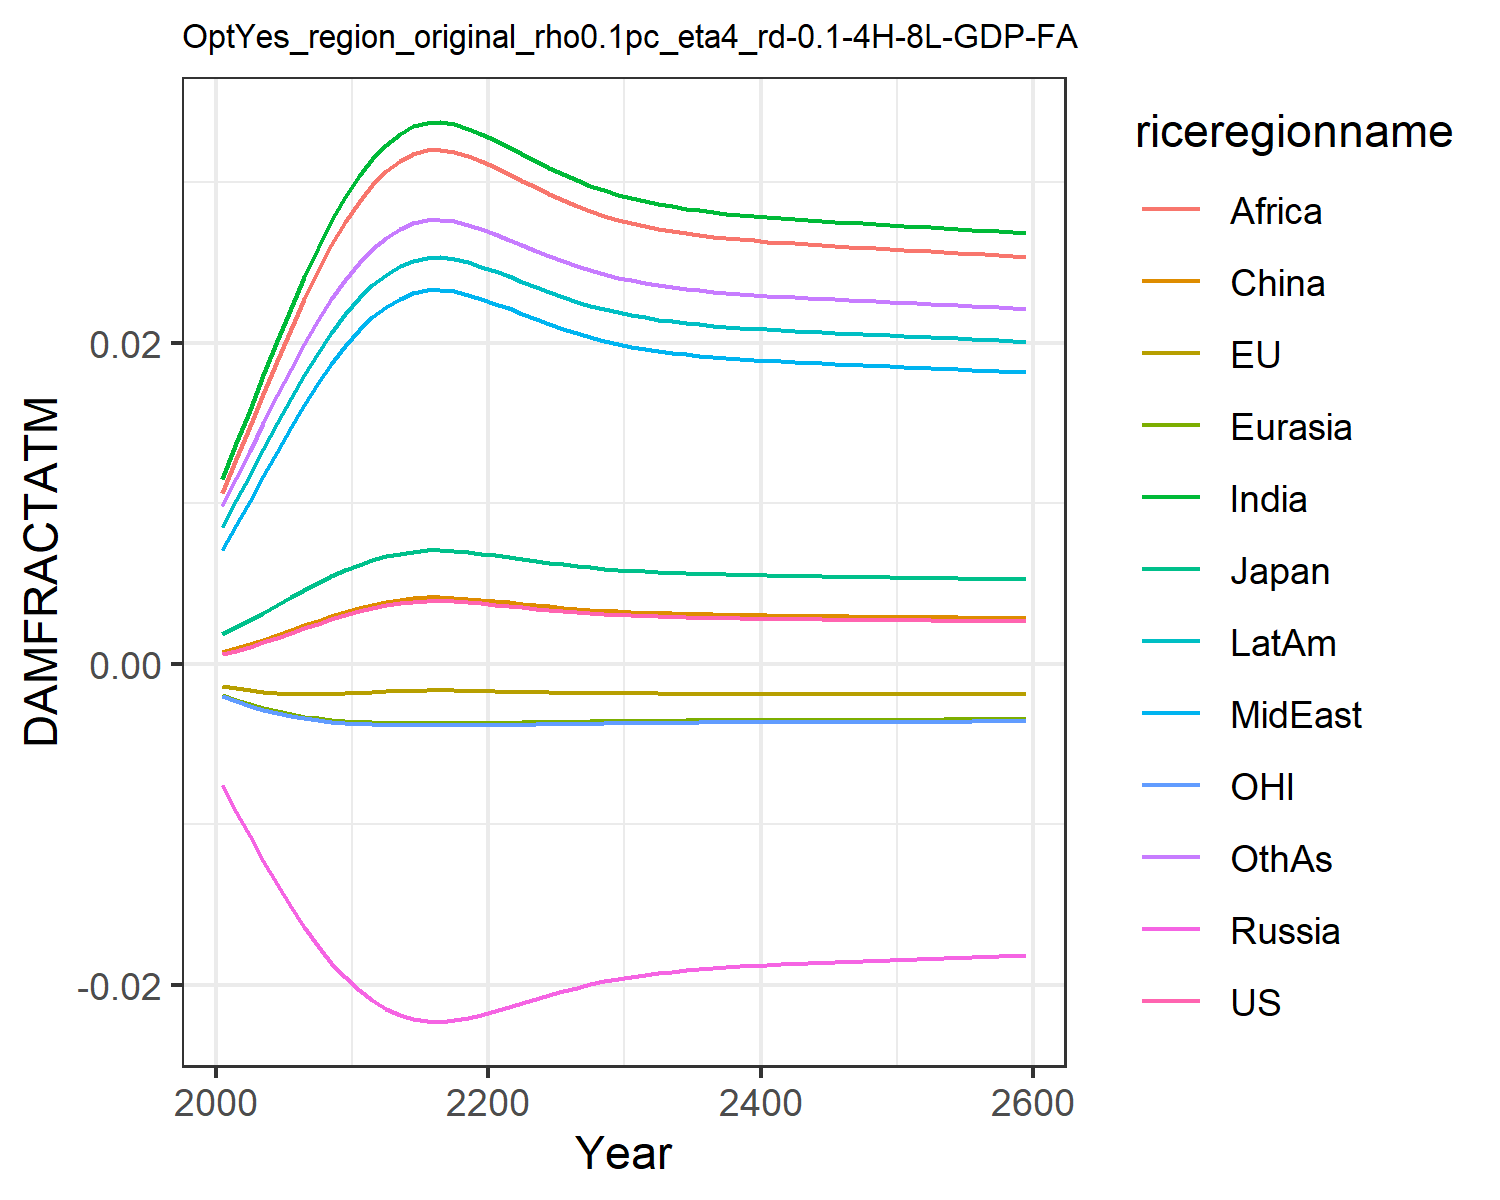 OptYes_region_original_rho0.1pc_eta4_rd-0.1-4H-8L-GDP-FA
DAMFRACTATM
0.02
0.00
-0.02
2000 2200 2400 2600
Year
riceregionname
Africa
China
EU
Eurasia
India
Japan
LatAm
MidEast
OHI
OthAs
Russia
US